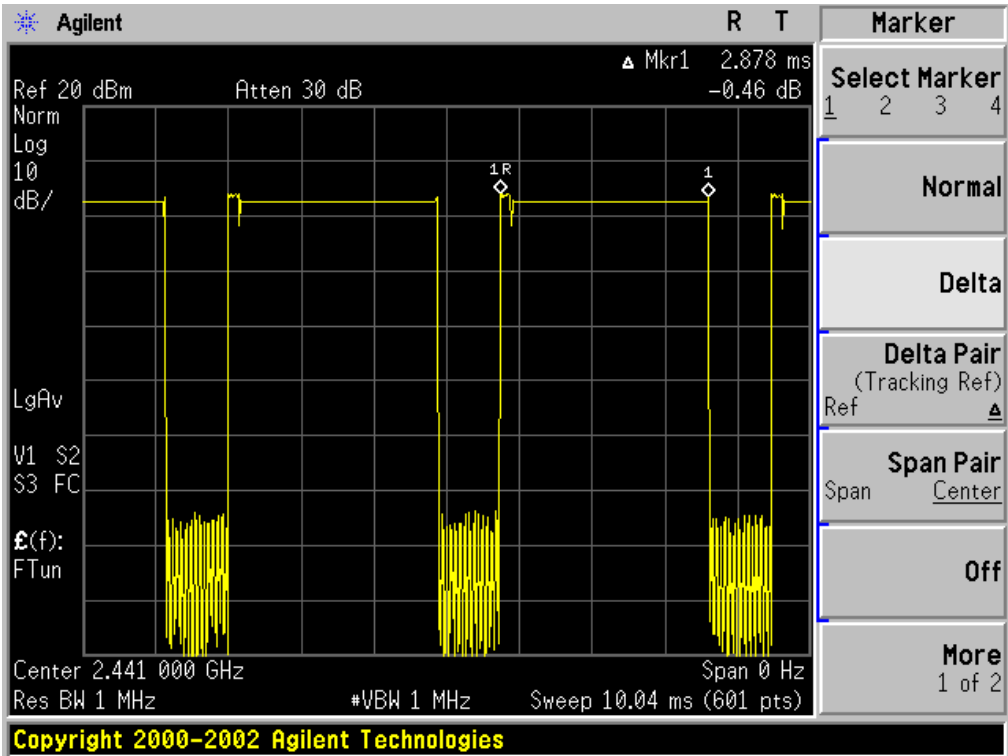 Agilent R T
Δ Mkr1 2.878 ms
Ref 20 dBm Atten 30 dB -0.46 dB
Norm
Log
10
dB/
1R
1
LgAv
V1 S2
S3 FC
£(f):
FTun
Center 2.441 000 GHz Span 0 Hz
Res BW 1 MHz #VBW 1 MHz Sweep 10.04 ms (601 pts)
Copyright 2000-2002 Agilent Technologies
Marker
Select Marker
1 2 3 4
Normal
Delta
Delta Pair
(Tracking Ref)
Ref Δ
Span Pair
Span Center
Off
More
1 of 2